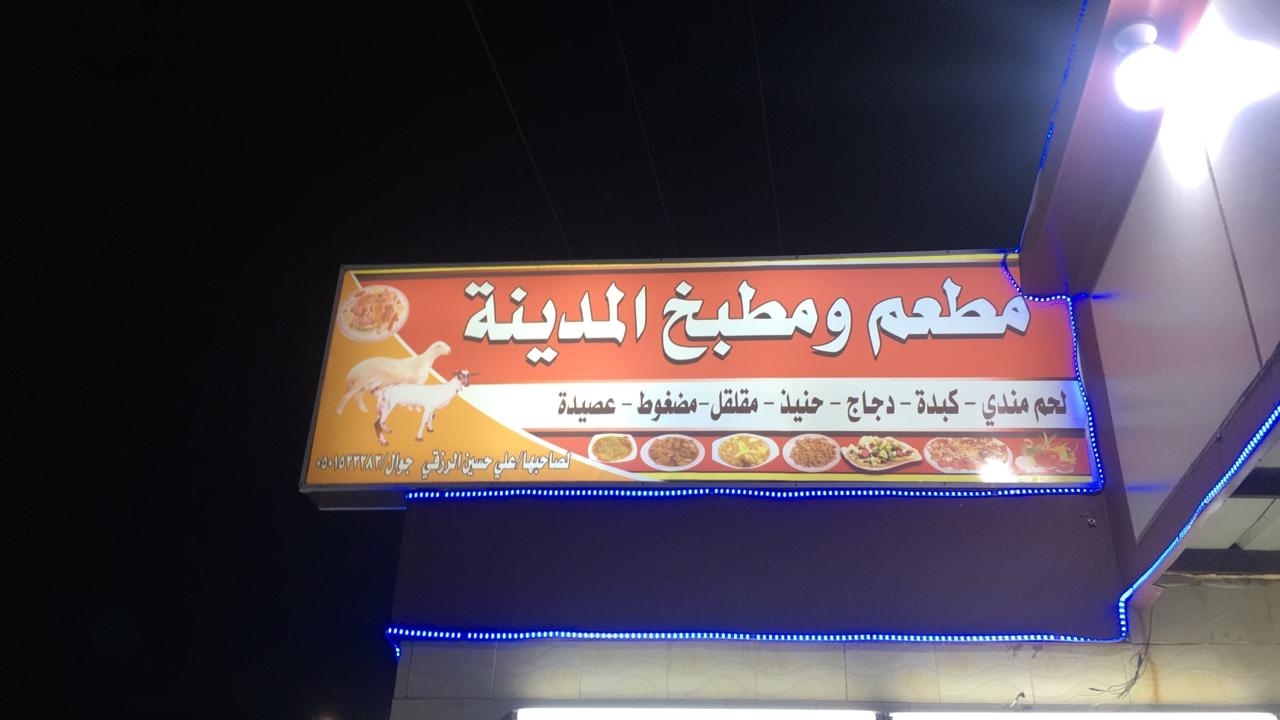 مطعم ومطبخ المدينة
لحم مندي - كبدة - دجاج - حنيذ - مقلقل-مضغوط - عصيدة
لصاحبها/علي حسين الرزقي جوال/٠٥٠١٥٢٣٢٨٣